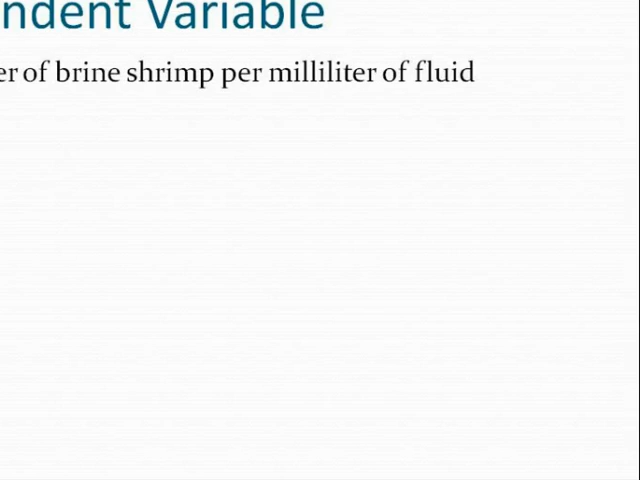 ndent Variable
er of brine shrimp per milliliter of fluid